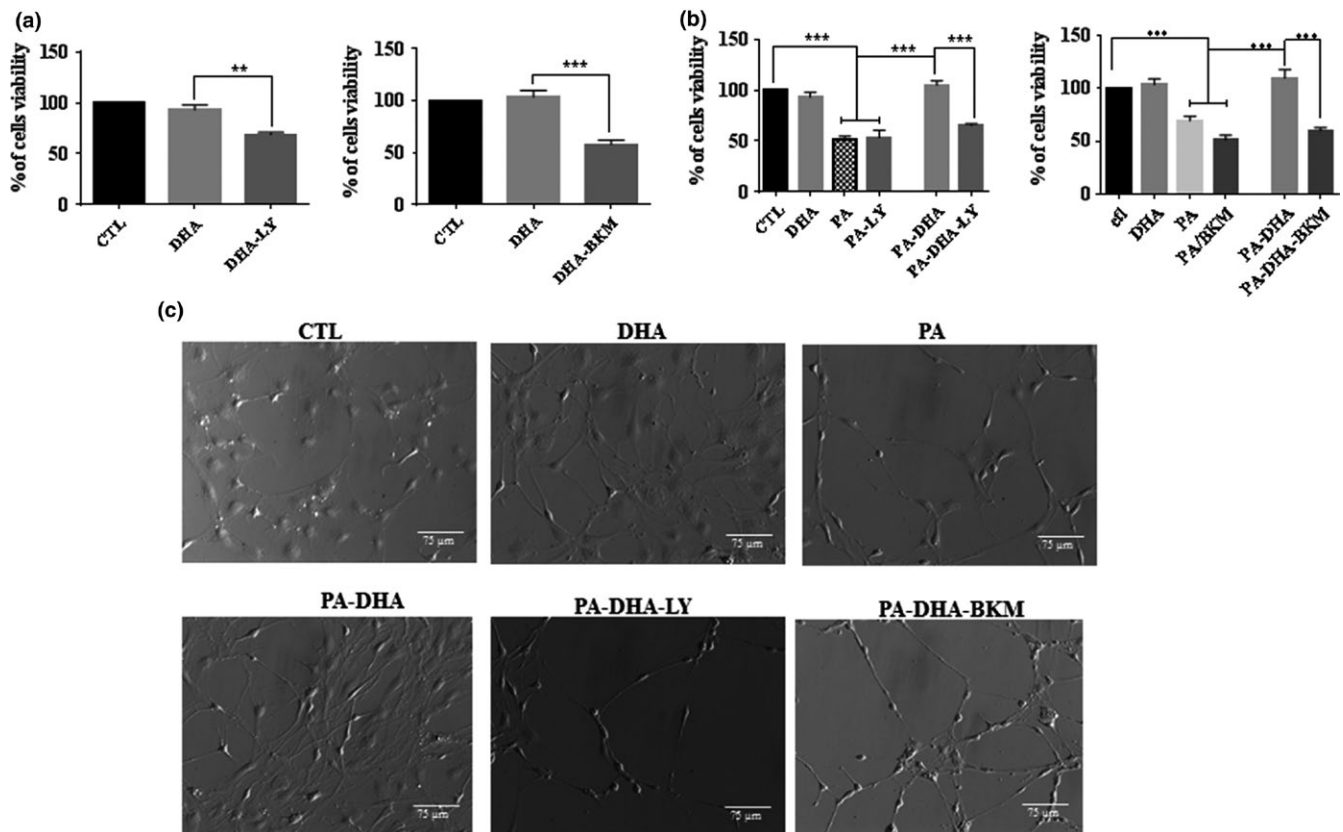 (a)
% of cells viability
150
100
50
0
CTL
DHA
DHA-LY
**
% of cells viability
150
100
50
0
CTL
DHA
DHA-BKM
***
(b)
% of cells viability
150
100
50
0
CTL
DHA
PA
PA-LY
PA-DHA
PA-DHA-LY
***
***
***
% of cells viability
150
100
50
0
ctl
DHA
PA
PA/BKM
PA-DHA
PA-DHA-BKM
***
***
***
(c)
CTL
DHA
PA
75 µm
75 µm
75 µm
PA-DHA
PA-DHA-LY
PA-DHA-BKM
75 µm
75 µm
75 µm